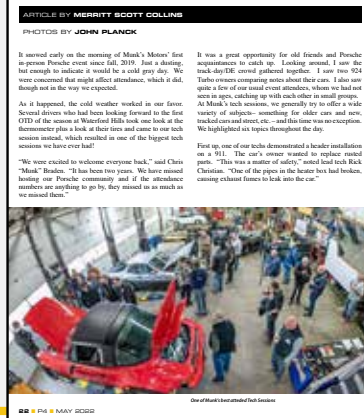 ARTICLE BY MERRITT SCOTT COLLINS
PHOTOS BY JOHN PLANCK
It snowed early on the morning of Munk's Motors' first
in-person Porsche event since fall, 2019. Just a dusting,
but enough to indicate it would be a cold gray day. We
were concerned that might affect attendance, which it did,
though not in the way we expected.
As it happened, the cold weather worked in our favor.
Several drivers who had been looking forward to the first
OTD of the season at Waterford Hills took one look at the
thermometer plus a look at their tires and came to our tech
session instead, which resulted in one of the biggest tech
sessions we have ever had!
“We were excited to welcome everyone back,” said Chris
“Munk” Braden. “It has been two years. We have missed
hosting our Porsche community and if the attendance
numbers are anything to go by, they missed us as much as
we missed them.”
It was a great opportunity for old friends and Porsche
acquaintances to catch up. Looking around, I saw the
track-day/DE crowd gathered together. I saw two 924
Turbo owners comparing notes about their cars. I also saw
quite a few of our usual event attendees, whom we had not
seen in ages, catching up with each other in small groups.
At Munk's tech sessions, we generally try to offer a wide
variety of subjects– something for older cars and new,
tracked cars and street, etc. – and this time was no exception.
We highlighted six topics throughout the day.
First up, one of our techs demonstrated a header installation
on a 911. The car's owner wanted to replace rusted
parts. “This was a matter of safety,” noted lead tech Rick
Christian. “One of the pipes in the heater box had broken,
causing exhaust fumes to leak into the car.”
One of Munk's best attended Tech Sessions
22 P4 MAY 2022